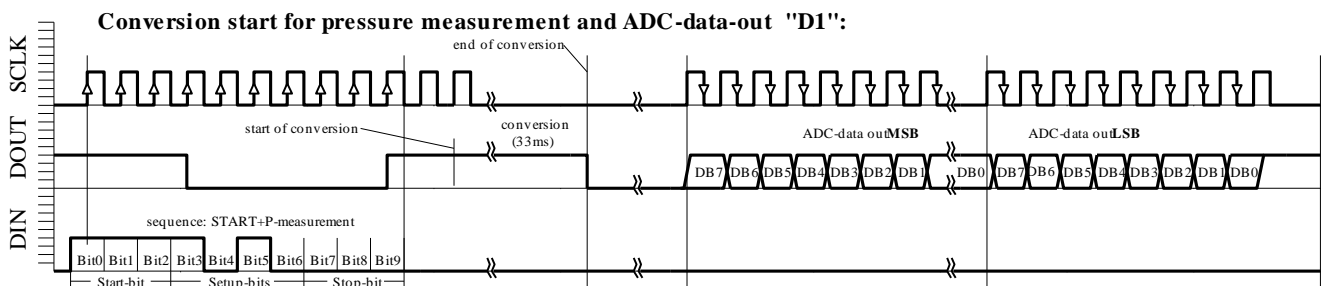 Conversion start for pressure measurement and ADC-data-out "D1":
end of conversion
SCLK
start of conversion
conversion
(33ms)
ADC-data out MSB
ADC-data out LSB
DOUT
DB7 DB6 DB5 DB4 DB3 DB2 DB1 DB0 DB7 DB6 DB5 DB4 DB3 DB2 DB1 DB0
DIN
sequence: START+P-measurement
Bit0 Bit1 Bit2 Bit3 Bit4 Bit5 Bit6 Bit7 Bit8 Bit9
Start-bit Setup-bits Stop-bit